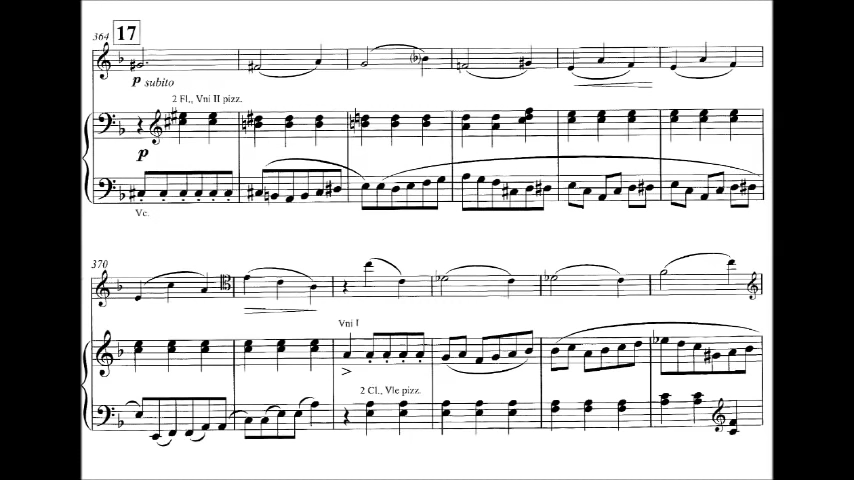 364 17
p subito
2 Fl., Vni II pizz.
p
Vc.
370
Vni I
2 Cl., Vle pizz.